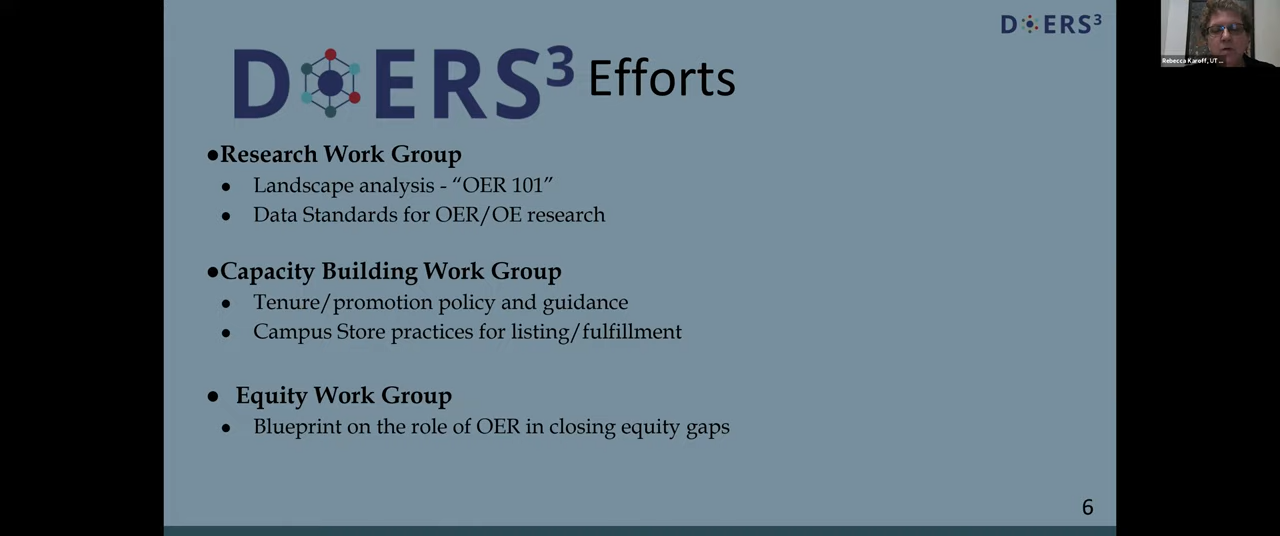 DOERS³
DOERS³ Efforts
●Research Work Group
● Landscape analysis - “OER 101”
● Data Standards for OER/OE research
●Capacity Building Work Group
● Tenure/promotion policy and guidance
● Campus Store practices for listing/fulfillment
● Equity Work Group
● Blueprint on the role of OER in closing equity gaps
6
Rebecca Karoff, UT ...